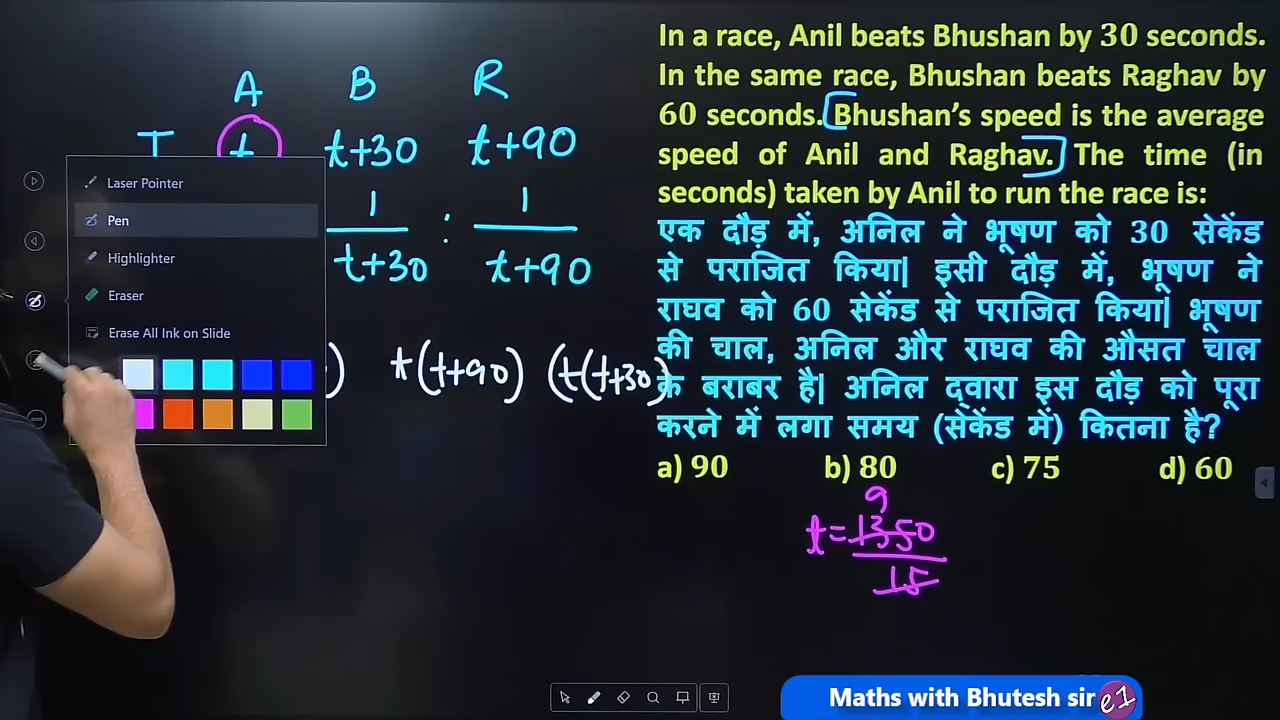 A B R
T t t+30 t+90
1/t+30 : 1/t+90
) t(t+90) (t(t+30)
Laser Pointer
Pen
Highlighter
Eraser
Erase All Ink on Slide
In a race, Anil beats Bhushan by 30 seconds.
In the same race, Bhushan beats Raghav by
60 seconds. [Bhushan's speed is the average
speed of Anil and Raghav.] The time (in
seconds) taken by Anil to run the race is:
एक दौड़ में, अनिल ने भूषण को 30 सेकेंड
से पराजित किया| इसी दौड़ में, भूषण ने
राघव को 60 सेकेंड से पराजित किया| भूषण
की चाल, अनिल और राघव की औसत चाल
के बराबर है| अनिल द्वारा इस दौड़ को पूरा
करने में लगा समय (सेकेंड में) कितना है?
a) 90 b) 80 c) 75 d) 60
9
t=1350
15
Maths with Bhutesh sir e1